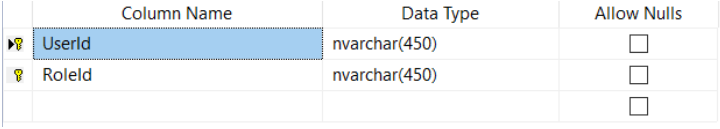 Column Name Data Type Allow Nulls
UserId nvarchar(450)
RoleId nvarchar(450)